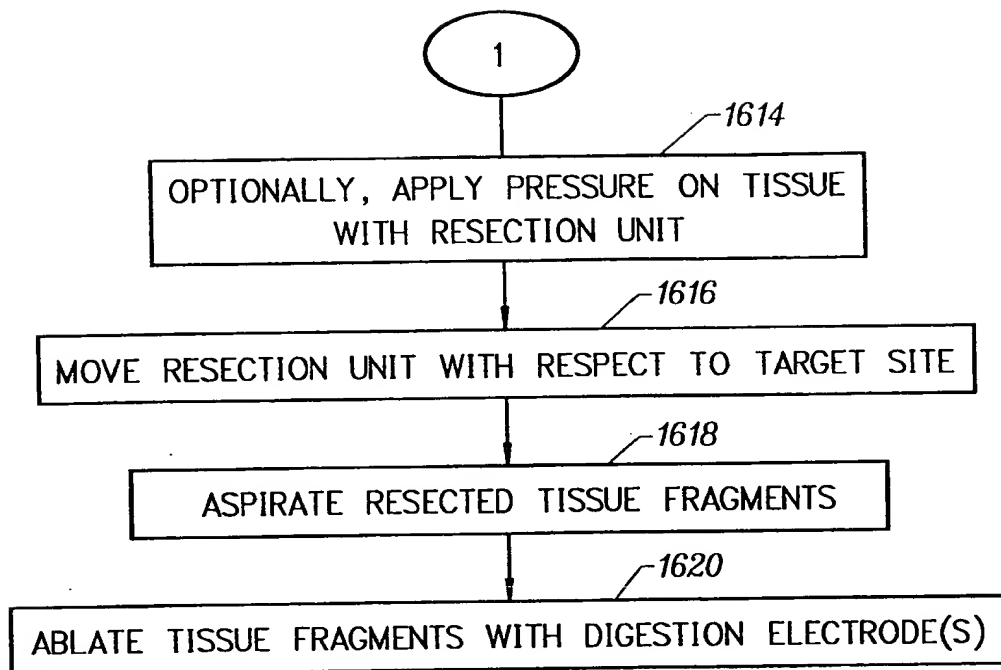 1
1614
OPTIONALLY, APPLY PRESSURE ON TISSUE
WITH RESECTION UNIT
1616
MOVE RESECTION UNIT WITH RESPECT TO TARGET SITE
1618
ASPIRATE RESECTED TISSUE FRAGMENTS
1620
ABLATE TISSUE FRAGMENTS WITH DIGESTION ELECTRODE(S)